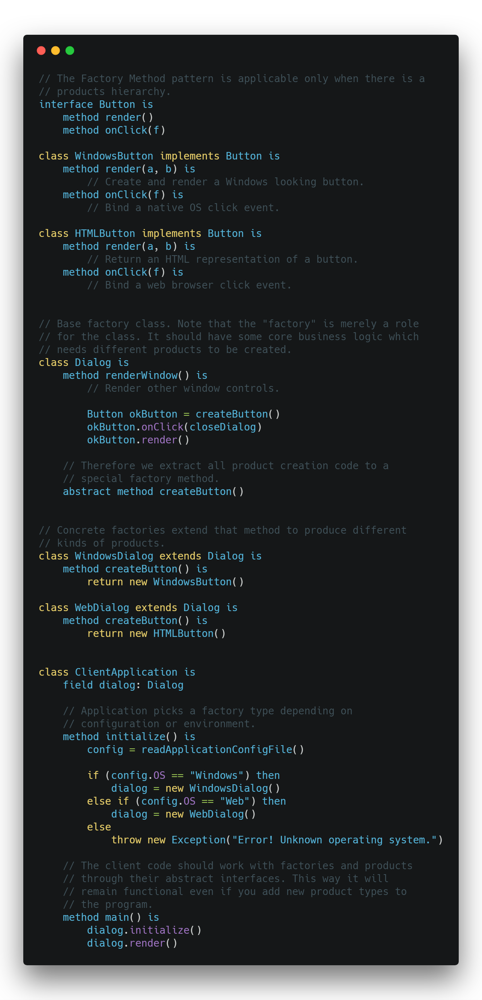 // The Factory Method pattern is applicable only when there is a
// products hierarchy.
interface Button is
    method render()
    method onClick(f)

class WindowsButton implements Button is
    method render(a, b) is
        // Create and render a Windows looking button.
    method onClick(f) is
        // Bind a native OS click event.

class HTMLButton implements Button is
    method render(a, b) is
        // Return an HTML representation of a button.
    method onClick(f) is
        // Bind a web browser click event.


// Base factory class. Note that the "factory" is merely a role
// for the class. It should have some core business logic which
// needs different products to be created.
class Dialog is
    method renderWindow() is
        // Render other window controls.

        Button okButton = createButton()
        okButton.onClick(closeDialog)
        okButton.render()

    // Therefore we extract all product creation code to a
    // special factory method.
    abstract method createButton()


// Concrete factories extend that method to produce different
// kinds of products.
class WindowsDialog extends Dialog is
    method createButton() is
        return new WindowsButton()

class WebDialog extends Dialog is
    method createButton() is
        return new HTMLButton()


class ClientApplication is
    field dialog: Dialog

    // Application picks a factory type depending on
    // configuration or environment.
    method initialize() is
        config = readApplicationConfigFile()

        if (config.OS == "Windows") then
            dialog = new WindowsDialog()
        else if (config.OS == "Web") then
            dialog = new WebDialog()
        else
            throw new Exception("Error! Unknown operating system.")

    // The client code should work with factories and products
    // through their abstract interfaces. This way it will
    // remain functional even if you add new product types to
    // the program.
    method main() is
        dialog.initialize()
        dialog.render()